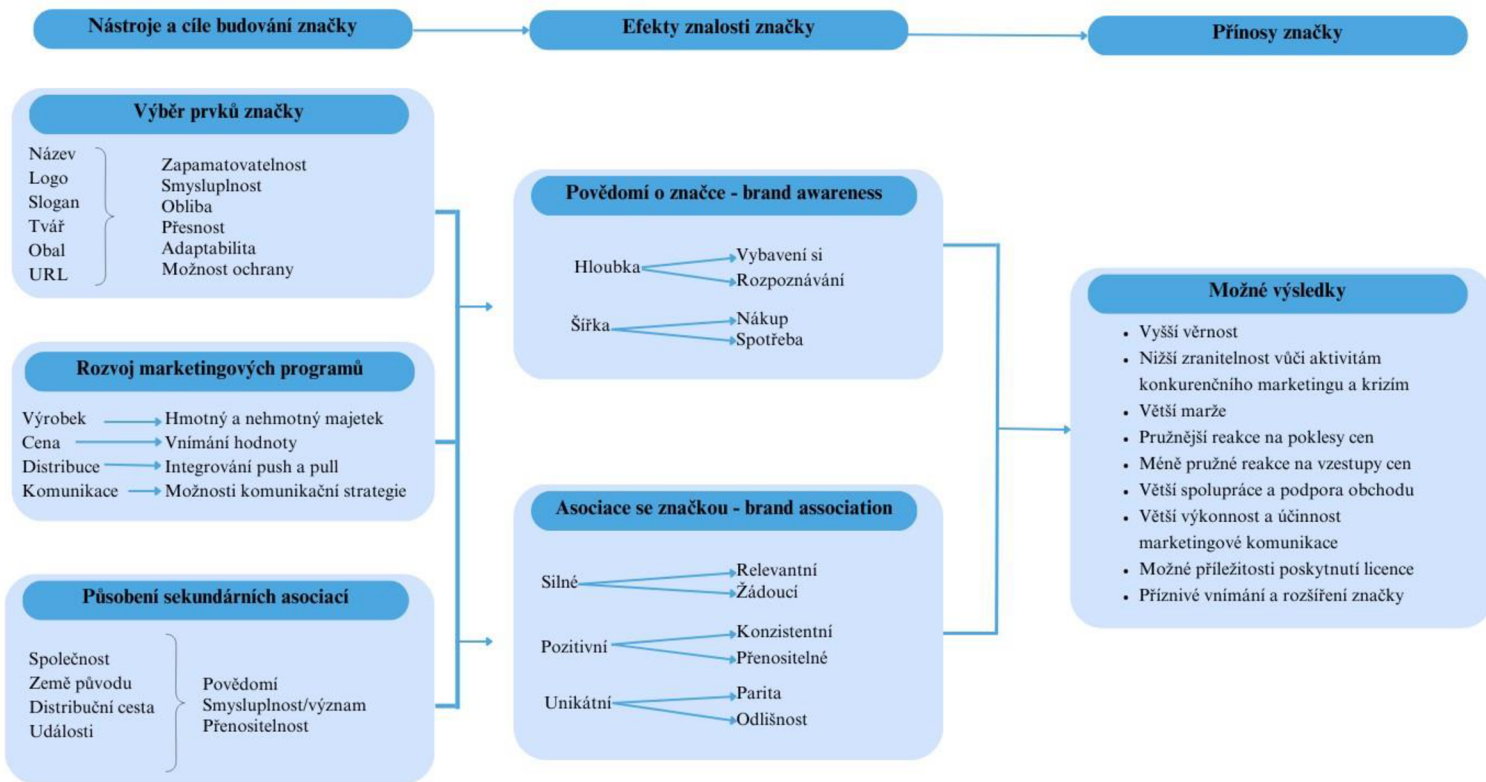 Nástroje a cíle budování značky
Efekty znalosti značky
Přínosy značky
Výběr prvků značky
Název
Logo
Slogan
Tvář
Obal
URL
Zapamatovatelnost
Smysluplnost
Obliba
Přesnost
Adaptabilita
Možnost ochrany
Rozvoj marketingových programů
Výrobek
Hmotný a nehmotný majetek
Cena
Vnímání hodnoty
Distribuce
Integrování push a pull
Komunikace
Možnosti komunikační strategie
Působení sekundárních asociací
Společnost
Země původu
Distribuční cesta
Události
Povědomí
Smysluplnost/význam
Přenositelnost
Povědomí o značce - brand awareness
Hloubka
Vybavení si
Rozpoznávání
Šířka
Nákup
Spotřeba
Asociace se značkou - brand association
Silné
Relevantní
Žádoucí
Pozitivní
Konzistentní
Přenositelné
Unikátní
Parita
Odlišnost
Možné výsledky
• Vyšší věrnost
• Nižší zranitelnost vůči aktivitám
konkurenčního marketingu a krizím
• Větší marže
• Pružnější reakce na poklesy cen
• Méně pružné reakce na vzestupy cen
• Větší spolupráce a podpora obchodu
• Větší výkonnost a účinnost
marketingové komunikace
• Možné příležitosti poskytnutí licence
• Příznivé vnímání a rozšíření značky